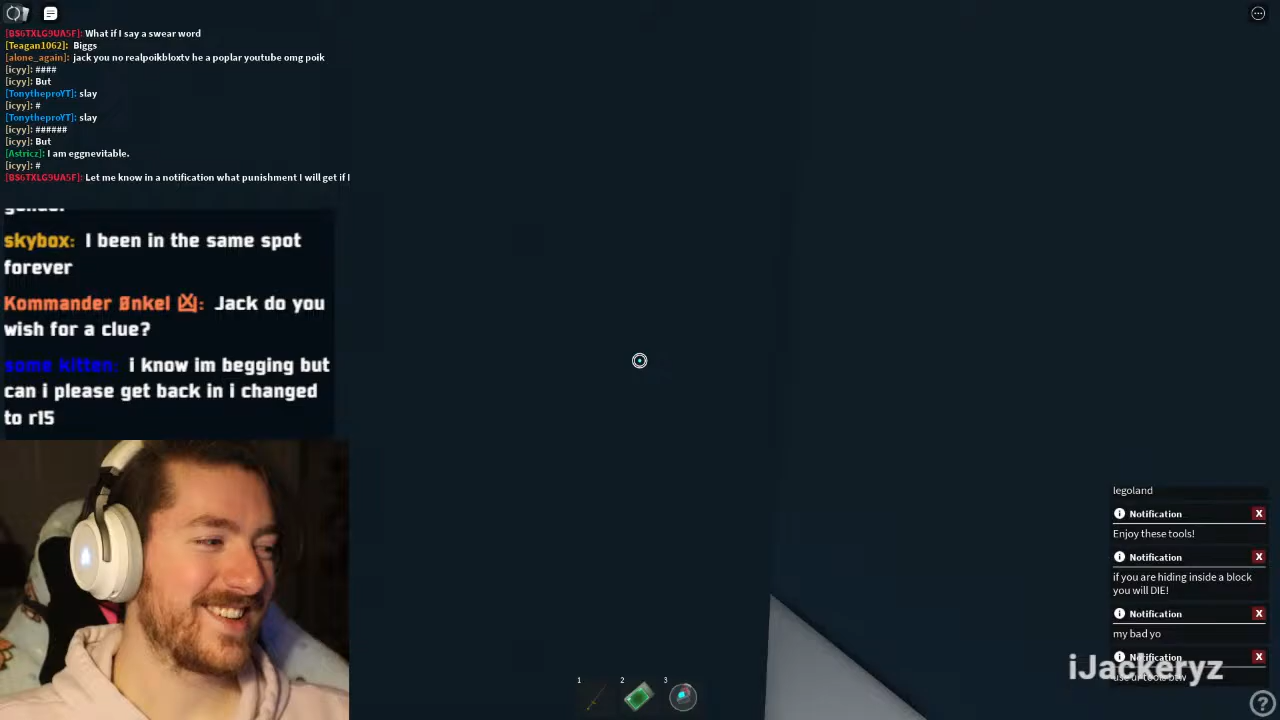 [BS6TXLG9UA5F]: What if I say a swear word
[Teagan1062]: Biggs
[alone_again]: jack you no realpoikbloxtv he a poplar youtube omg poik
[icyy]: ####
[icyy]: But
[TonytheproYT]: slay
[icyy]: #
[TonytheproYT]: slay
[icyy]: ######
[icyy]: But
[Astricz]: I am eggnevitable.
[icyy]: #
[BS6TXLG9UA5F]: Let me know in a notification what punishment I will get if I
skybox: I been in the same spot
forever
Kommander Ønkel 凶: Jack do you
wish for a clue?
some kitten: i know im begging but
can i please get back in i changed
to r15
legoland
Notification X
Enjoy these tools!
Notification X
if you are hiding inside a block
you will DIE!
Notification X
my bad yo
Notification X
iJackeryz
1 2 3
?